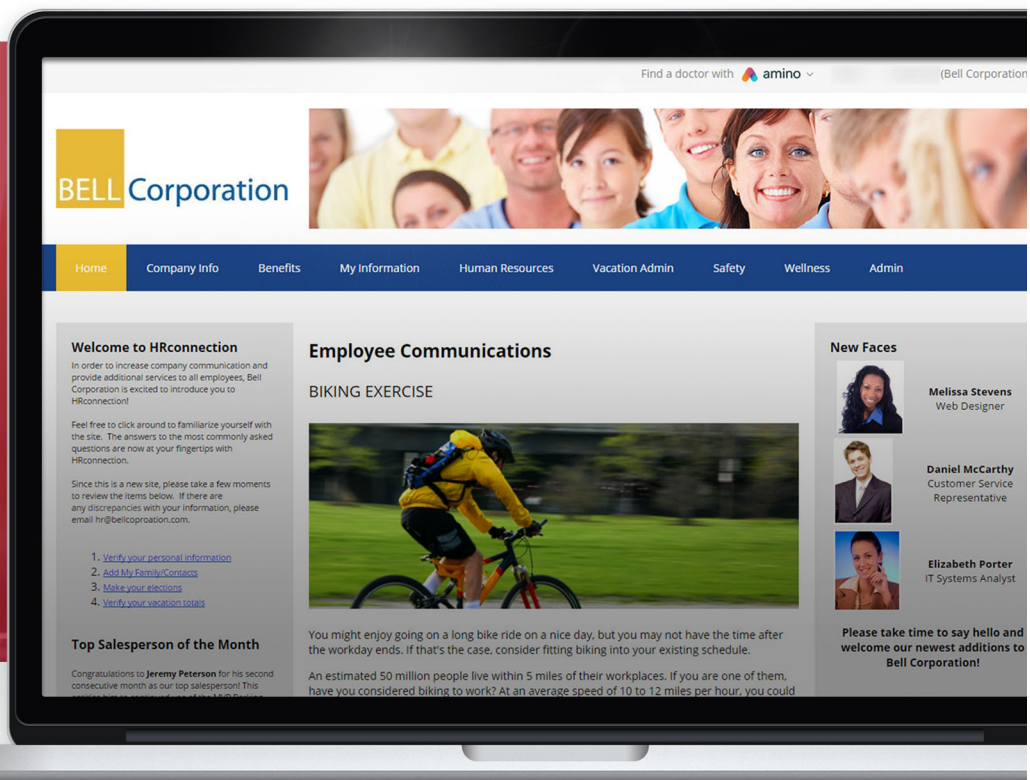 Find a doctor with amino
(Bell Corporation
BELL Corporation
Home Company Info Benefits My Information Human Resources Vacation Admin Safety Wellness Admin
Welcome to HRconnection
In order to increase company communication and
provide additional services to all employees, Bell
Corporation is excited to introduce you to
HRconnection!
Feel free to click around to familiarize yourself with
the site. The answers to the most commonly asked
questions are now at your fingertips with
HRconnection.
Since this is a new site, please take a few moments
to review the items below. If there are
any discrepancies with your information, please
email hr@bellcoproation.com.
1. Verify your personal information
2. Add My Family/Contacts
3. Make your elections
4. Verify your vacation totals
Top Salesperson of the Month
Congratulations to Jeremy Peterson for his second
consecutive month as our top salesperson! This
Employee Communications
BIKING EXERCISE
You might enjoy going on a long bike ride on a nice day, but you may not have the time after
the workday ends. If that's the case, consider fitting biking into your existing schedule.
An estimated 50 million people live within 5 miles of their workplaces. If you are one of them,
have you considered biking to work? At an average speed of 10 to 12 miles per hour, you could
New Faces
Melissa Stevens
Web Designer
Daniel McCarthy
Customer Service
Representative
Elizabeth Porter
IT Systems Analyst
Please take time to say hello and
welcome our newest additions to
Bell Corporation!